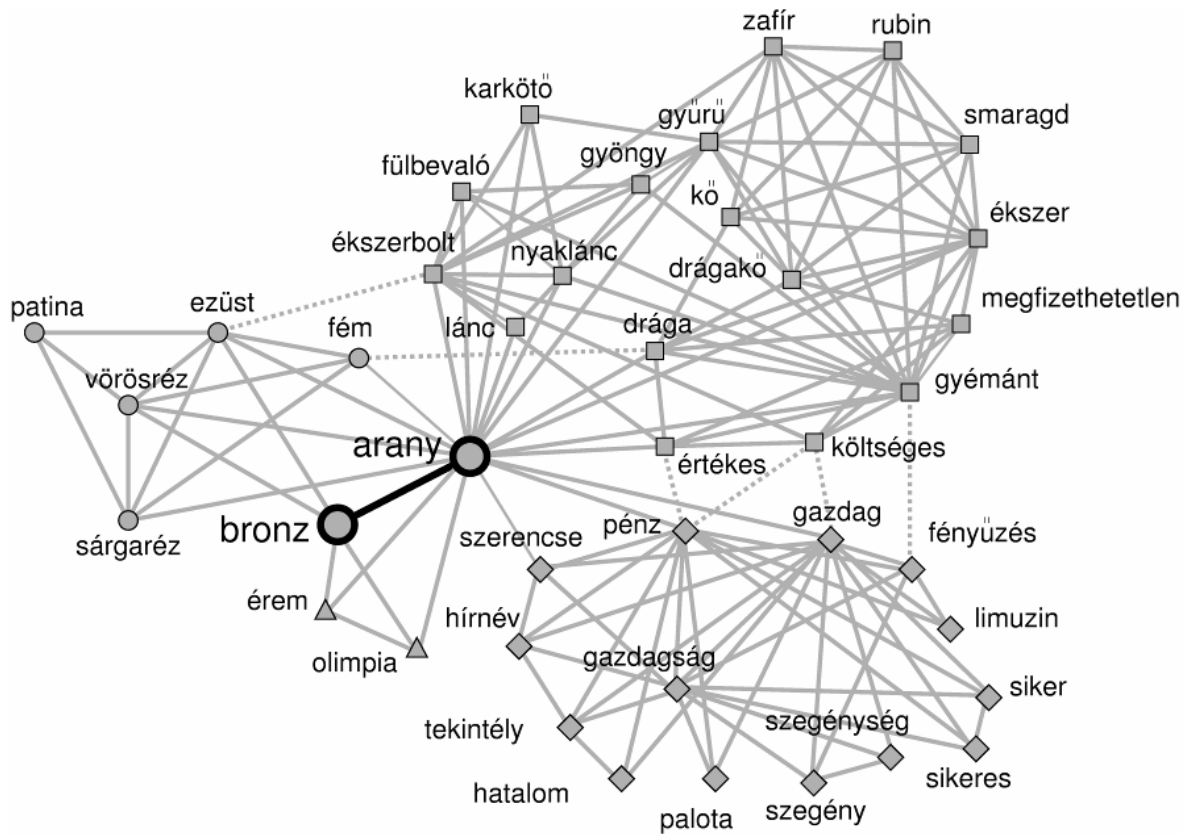 zafír
rubin
karkötő
gyűrű
smaragd
fülbevaló
gyöngy
kő
ékszer
ékszerbolt
nyaklánc
drágakő
megfizethetetlen
patina
ezüst
fém
lánc
drága
vörösréz
gyémánt
arany
értékes
költséges
sárgaréz
bronz
szerencse
pénz
gazdag
fényűzés
érem
hírnév
limuzin
olimpia
gazdagság
siker
tekintély
szegénység
hatalom
palota
szegény
sikeres